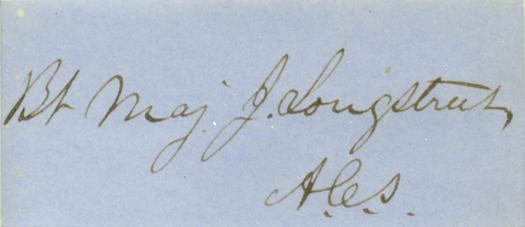 Bt Maj. J. Longstreet,
A.C.S.